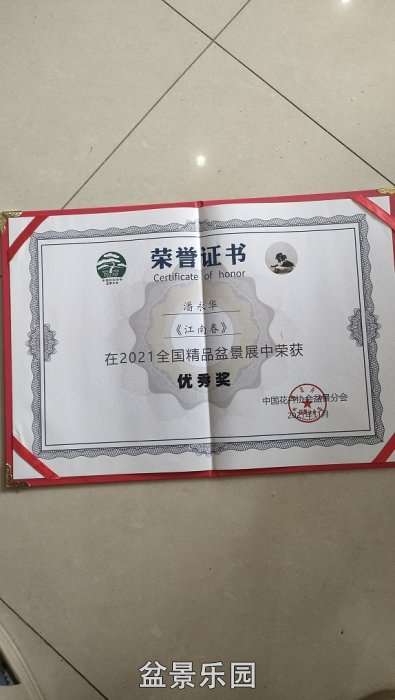 荣誉证书
Certificate of honor
潘永华
《江南春》
在2021全国精品盆景展中荣获
优秀奖
中国花卉协会盆景分会
盆景乐园